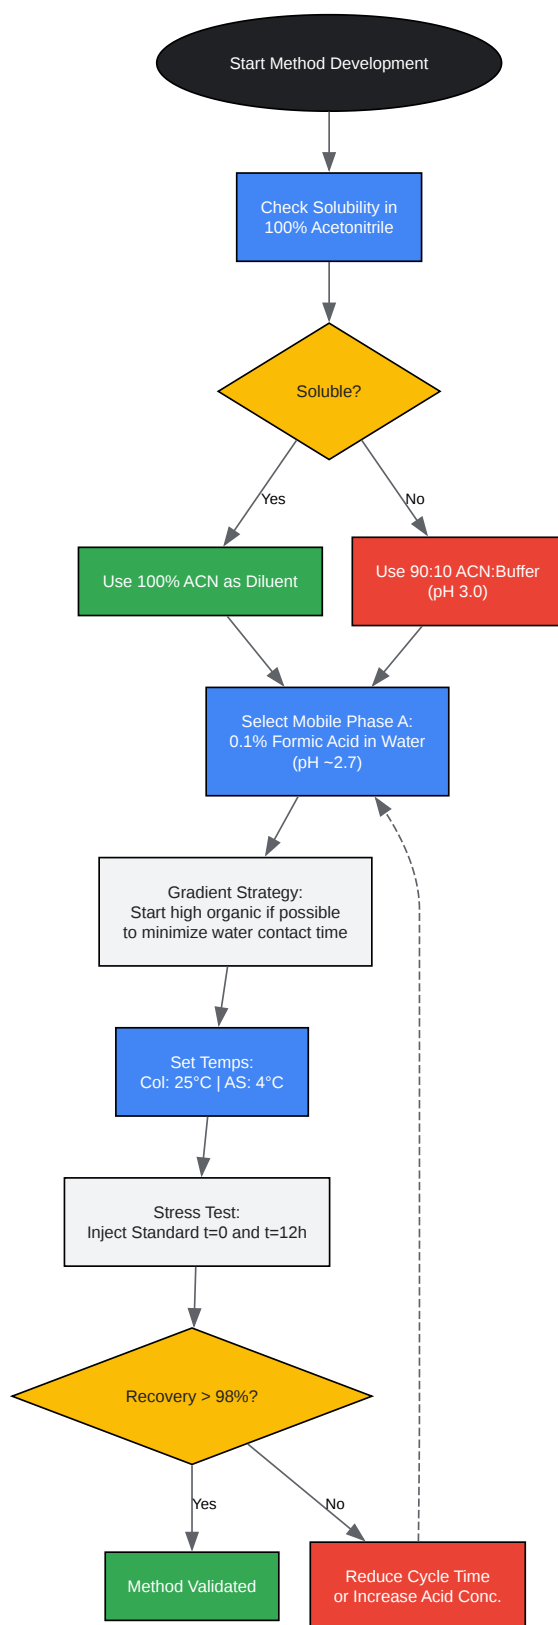 Start Method Development
Check Solubility in
100% Acetonitrile
Soluble?
Yes
No
Use 100% ACN as Diluent
Use 90:10 ACN:Buffer
(pH 3.0)
Select Mobile Phase A:
0.1% Formic Acid in Water
(pH ~2.7)
Gradient Strategy:
Start high organic if possible
to minimize water contact time
Set Temps:
Col: 25°C | AS: 4°C
Stress Test:
Inject Standard t=0 and t=12h
Recovery > 98%?
Yes
No
Method Validated
Reduce Cycle Time
or Increase Acid Conc.